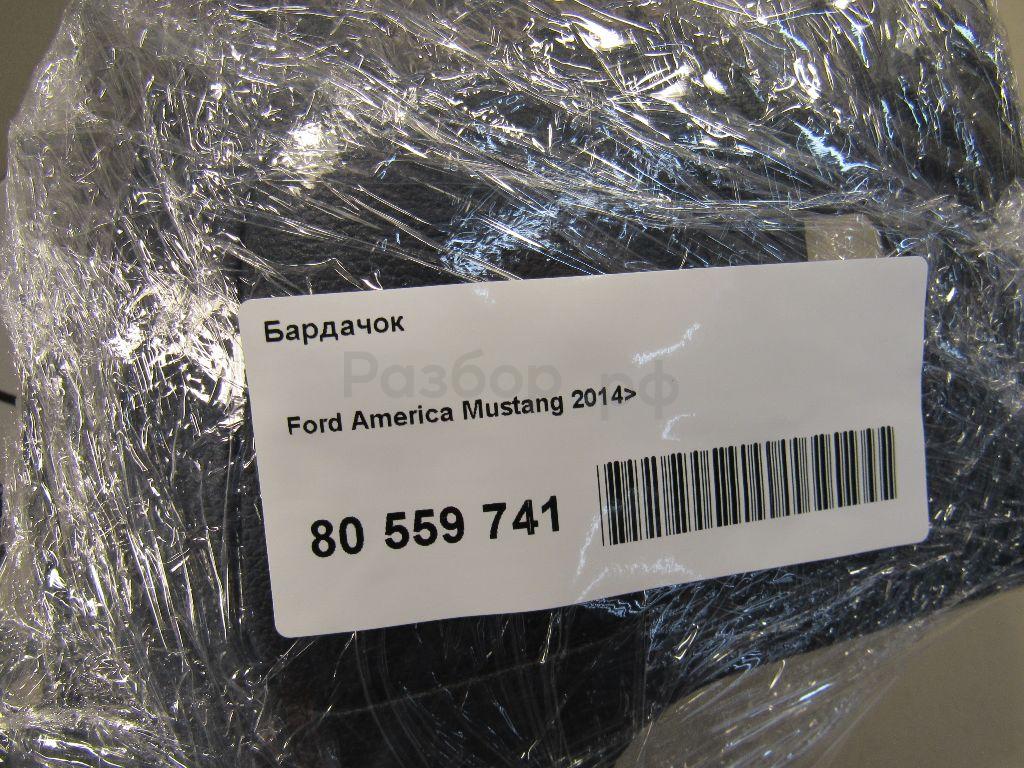 Бардачок
Разбор.рф
Ford America Mustang 2014>
80 559 741